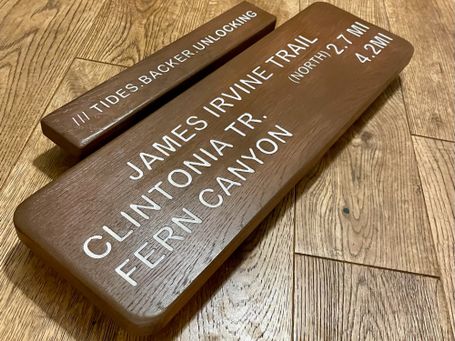 /// TIDES.BACKER.UNLOCKING
JAMES IRVINE TRAIL
CLINTONIA TR. (NORTH) 2.7 MI
FERN CANYON 4.2MI